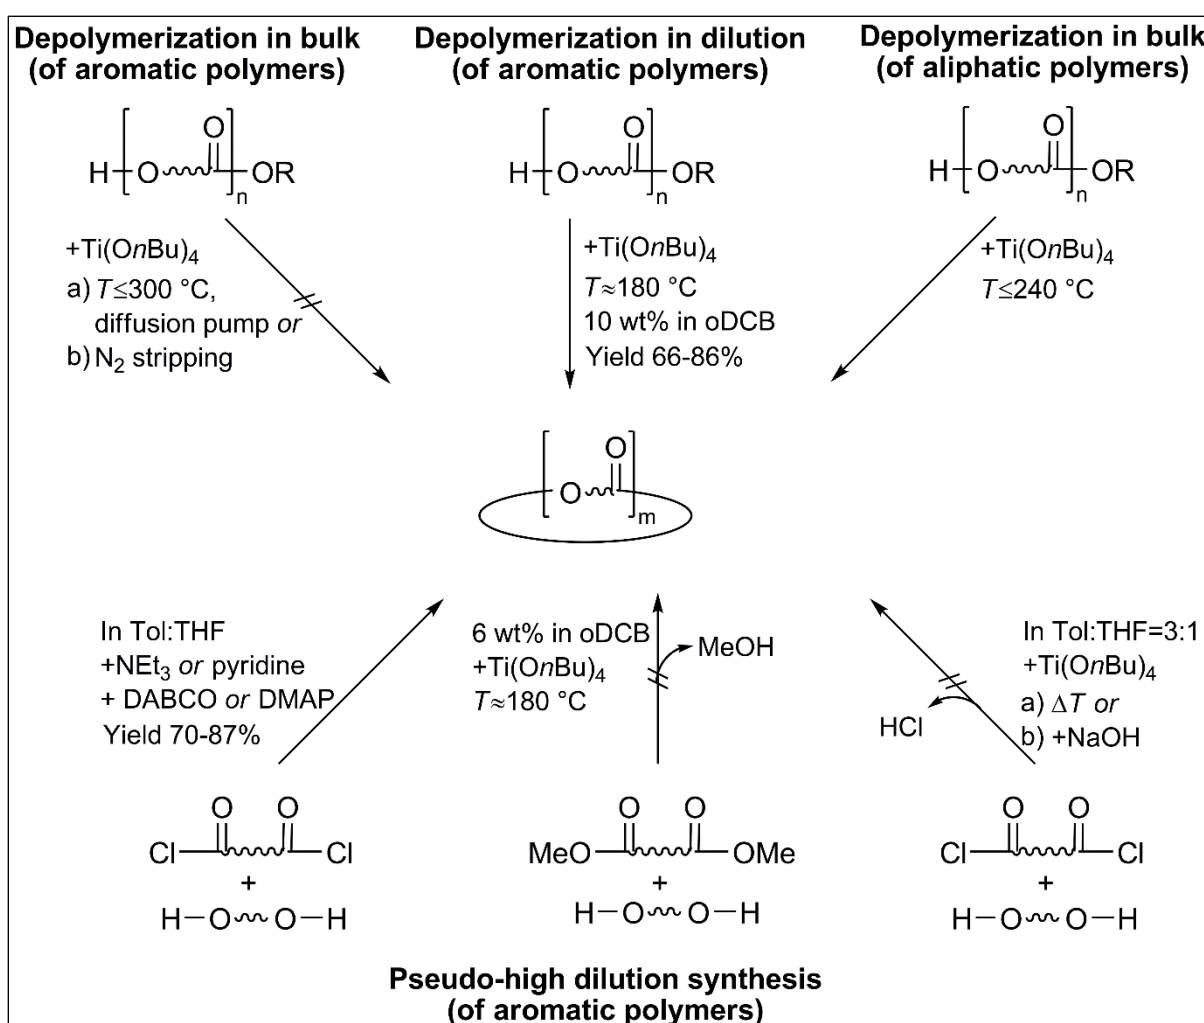 Depolymerization in bulk
(of aromatic polymers)
Depolymerization in dilution
(of aromatic polymers)
Depolymerization in bulk
(of aliphatic polymers)
H O O OR n
H O O OR n
H O O OR n
+Ti(OnBu)4
a) T≤300 °C,
diffusion pump or
b) N2 stripping
+Ti(OnBu)4
T≈180 °C
10 wt% in oDCB
Yield 66-86%
+Ti(OnBu)4
T≤240 °C
O O m
In Tol:THF
+NEt3 or pyridine
+ DABCO or DMAP
Yield 70-87%
6 wt% in oDCB
+Ti(OnBu)4
T≈180 °C
MeOH
In Tol:THF=3:1
+Ti(OnBu)4
a) ΔT or
b) +NaOH
HCl
O O
Cl Cl
+
H–O O–H
O O
MeO OMe
+
H–O O–H
O O
Cl Cl
+
H–O O–H
Pseudo-high dilution synthesis
(of aromatic polymers)